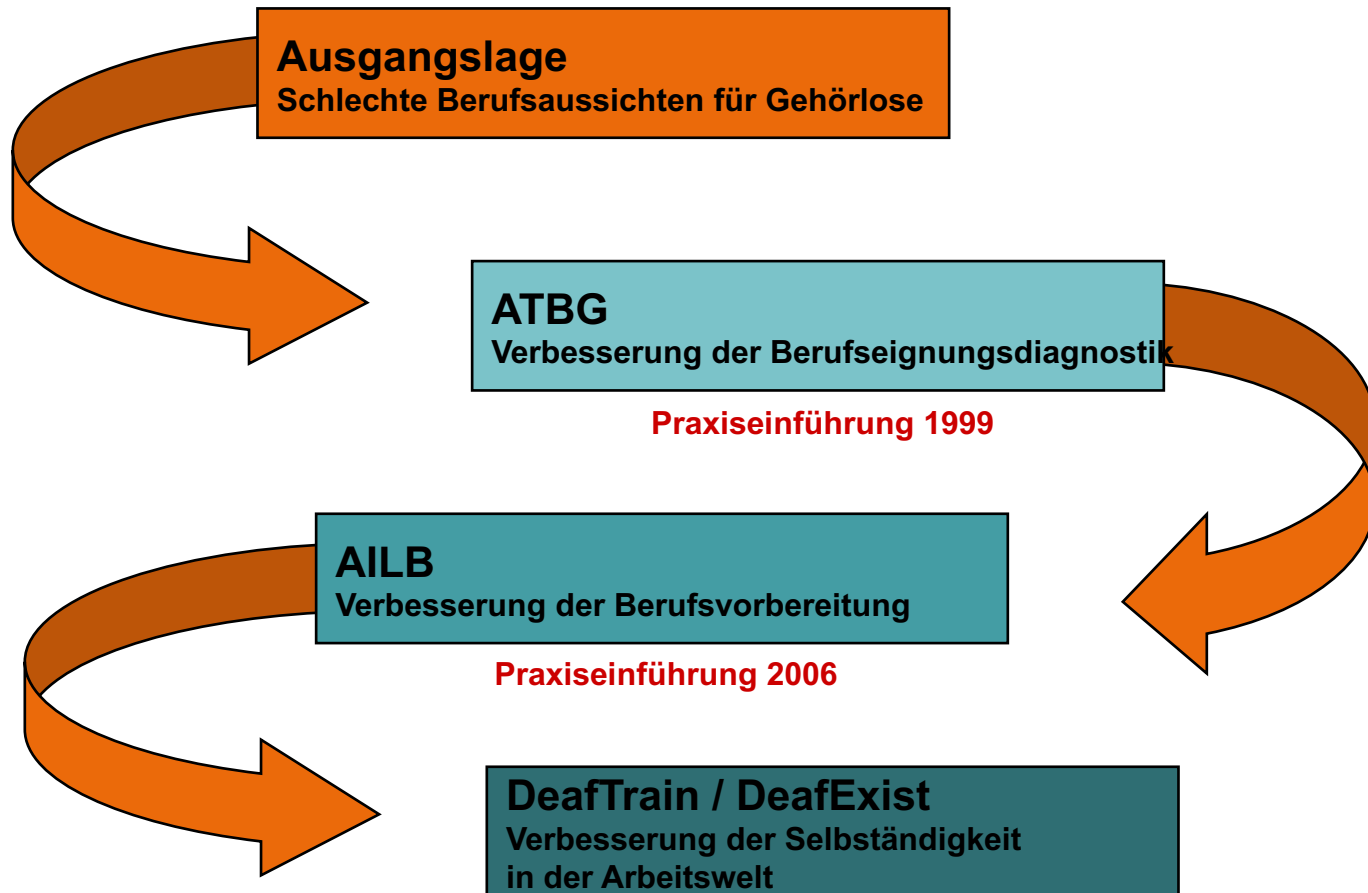 Ausgangslage
Schlechte Berufsaussichten für Gehörlose
ATBG
Verbesserung der Berufseignungsdiagnostik
Praxiseinführung 1999
AILB
Verbesserung der Berufsvorbereitung
Praxiseinführung 2006
DeafTrain / DeafExist
Verbesserung der Selbständigkeit
in der Arbeitswelt